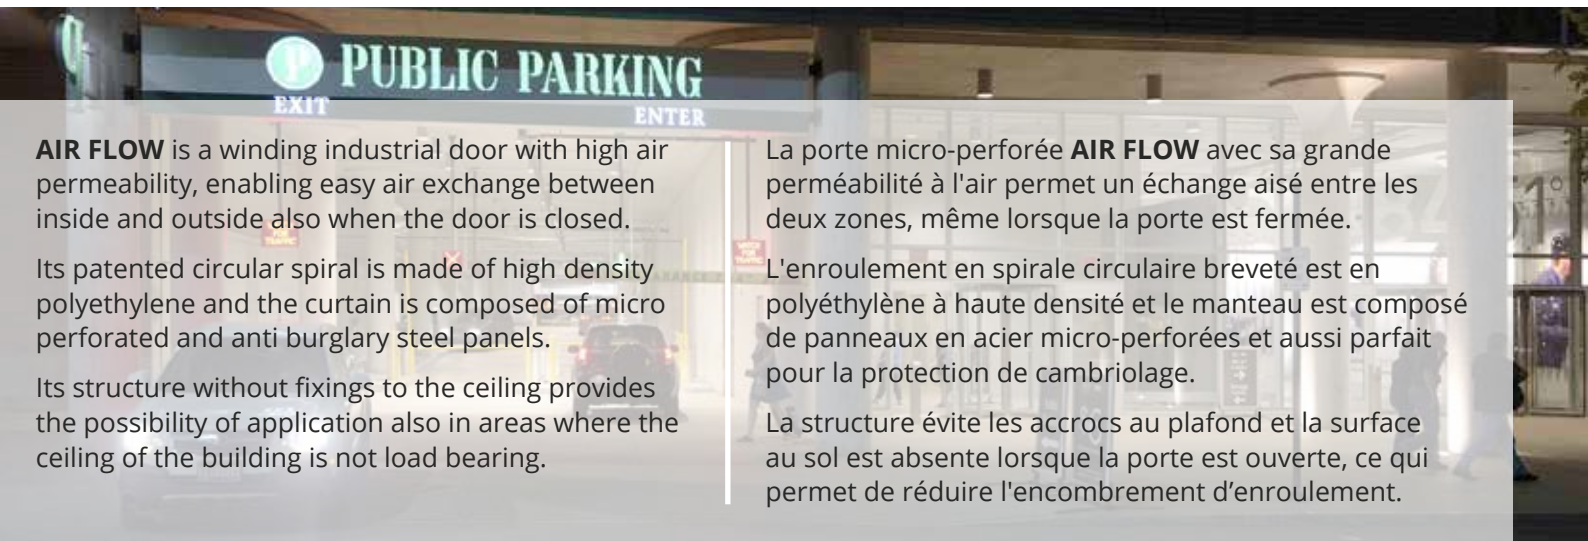 P PUBLIC PARKING
EXIT
ENTER
AIR FLOW is a winding industrial door with high air
permeability, enabling easy air exchange between
inside and outside also when the door is closed.
Its patented circular spiral is made of high density
polyethylene and the curtain is composed of micro
perforated and anti burglary steel panels.
Its structure without fixings to the ceiling provides
the possibility of application also in areas where the
ceiling of the building is not load bearing.
La porte micro-perforée AIR FLOW avec sa grande
perméabilité à l'air permet un échange aisé entre les
deux zones, même lorsque la porte est fermée.
L'enroulement en spirale circulaire breveté est en
polyéthylène à haute densité et le manteau est composé
de panneaux en acier micro-perforées et aussi parfait
pour la protection de cambriolage.
La structure évite les accrocs au plafond et la surface
au sol est absente lorsque la porte est ouverte, ce qui
permet de réduire l'encombrement d’enroulement.